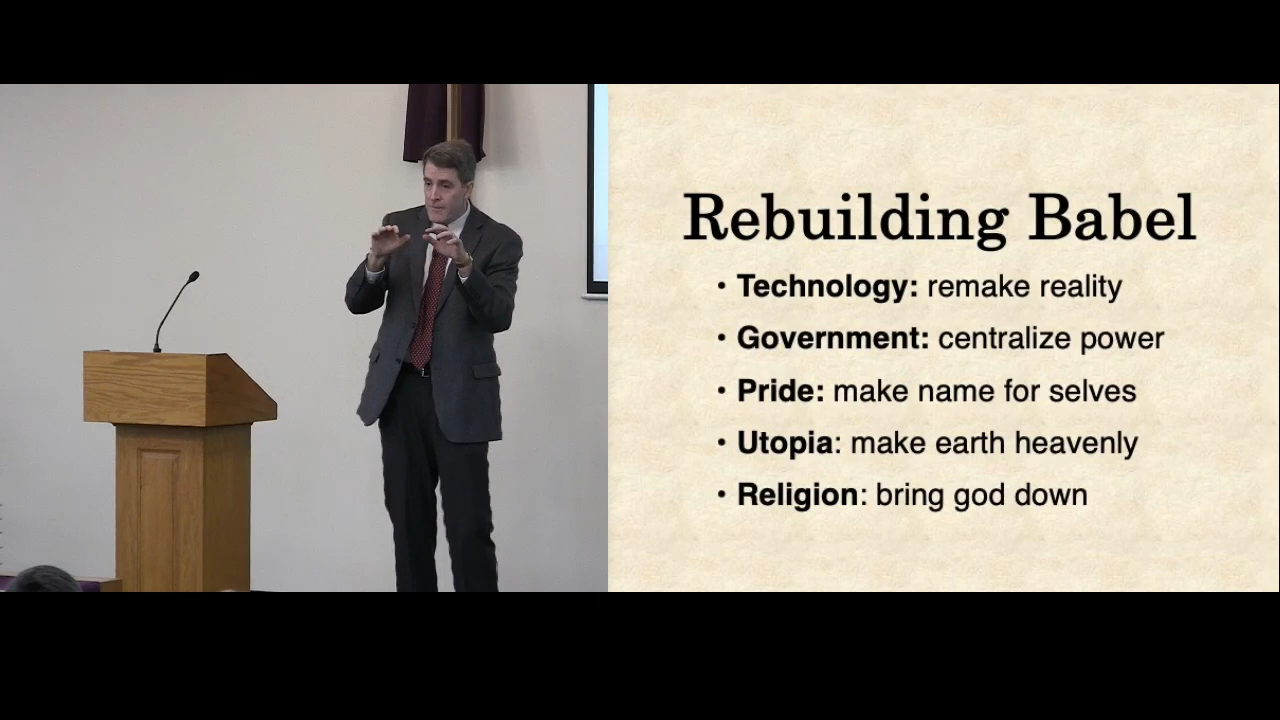 Rebuilding Babel
• Technology: remake reality
• Government: centralize power
• Pride: make name for selves
• Utopia: make earth heavenly
• Religion: bring god down